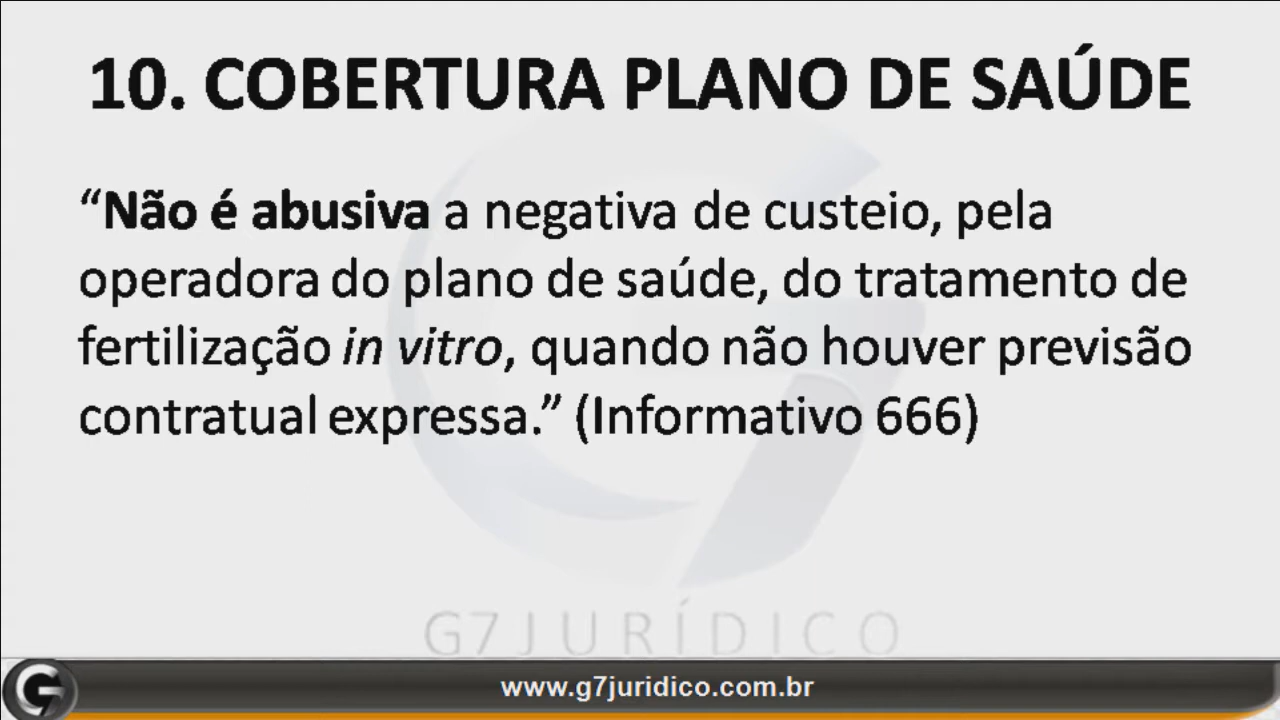 10. COBERTURA PLANO DE SAÚDE
“Não é abusiva a negativa de custeio, pela
operadora do plano de saúde, do tratamento de
fertilização in vitro, quando não houver previsão
contratual expressa.” (Informativo 666)
G7JURÍDICO
www.g7juridico.com.br